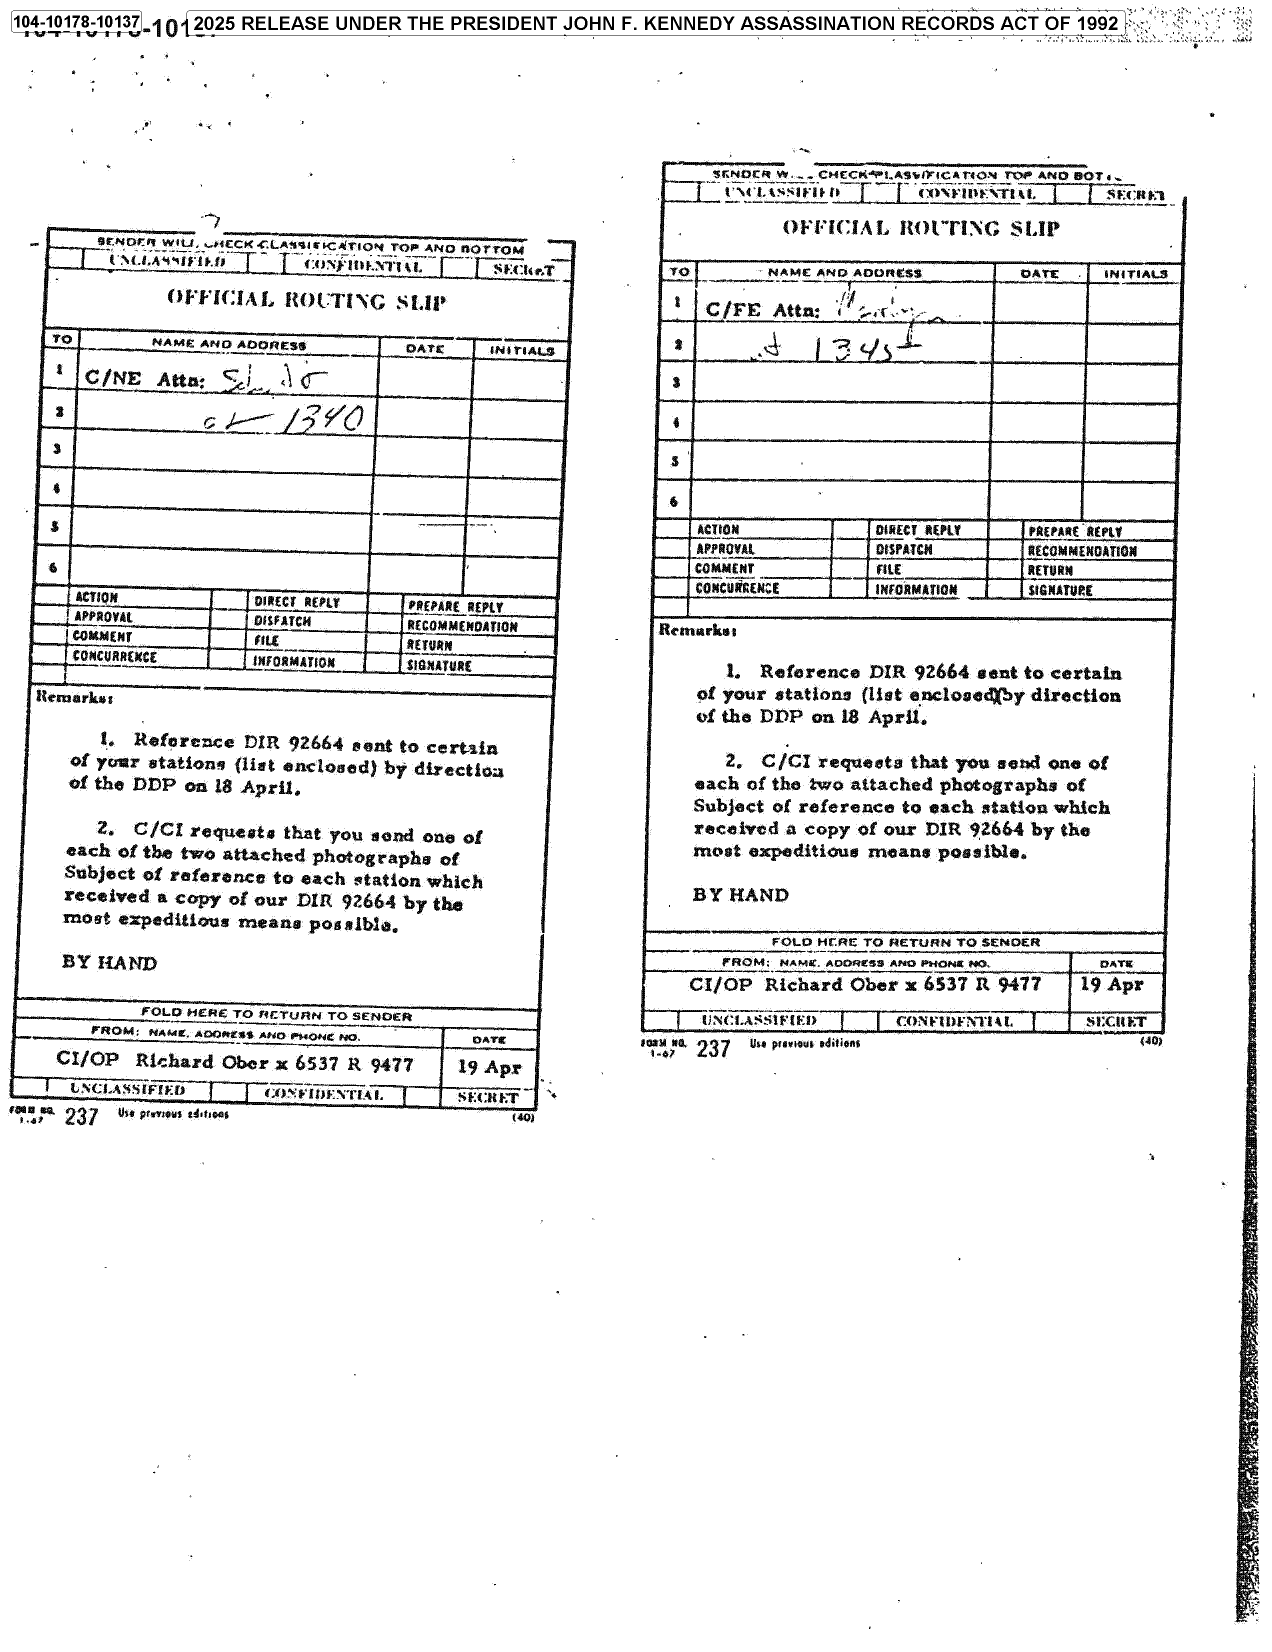 104-10178-10137
2025 RELEASE UNDER THE PRESIDENT JOHN F. KENNEDY ASSASSINATION RECORDS ACT OF 1992
SENDER WILL CHECK CLASSIFICATION TOP AND BOTTOM
UNCLASSIFIED CONFIDENTIAL SECRET
OFFICIAL ROUTING SLIP
TO NAME AND ADDRESS DATE INITIALS
1 C/NE Attn:
2 1340
3
4
5
6
ACTION DIRECT REPLY PREPARE REPLY
APPROVAL DISPATCH RECOMMENDATION
COMMENT FILE RETURN
CONCURRENCE INFORMATION SIGNATURE
Remarks:
1. Reference DIR 92664 sent to certain
of your stations (list enclosed) by direction
of the DDP on 18 April.
2. C/CI requests that you send one of
each of the two attached photographs of
Subject of reference to each station which
received a copy of our DIR 92664 by the
most expeditious means possible.
BY HAND
FOLD HERE TO RETURN TO SENDER
FROM: NAME, ADDRESS AND PHONE NO. DATE
CI/OP Richard Ober x 6537 R 9477 19 Apr
UNCLASSIFIED CONFIDENTIAL SECRET
FORM NO. 1-67 237 Use previous editions (40)
SENDER W CHECK CLASSIFICATION TOP AND BOT
UNCLASSIFIED CONFIDENTIAL SECRET
OFFICIAL ROUTING SLIP
TO NAME AND ADDRESS DATE INITIALS
1 C/FE Attn:
2 1345
3
4
5
6
ACTION DIRECT REPLY PREPARE REPLY
APPROVAL DISPATCH RECOMMENDATION
COMMENT FILE RETURN
CONCURRENCE INFORMATION SIGNATURE
Remarks:
1. Reference DIR 92664 sent to certain
of your stations (list enclosed)(by direction
of the DDP on 18 April.
2. C/CI requests that you send one of
each of the two attached photographs of
Subject of reference to each station which
received a copy of our DIR 92664 by the
most expeditious means possible.
BY HAND
FOLD HERE TO RETURN TO SENDER
FROM: NAME, ADDRESS AND PHONE NO. DATE
CI/OP Richard Ober x 6537 R 9477 19 Apr
UNCLASSIFIED CONFIDENTIAL SECRET
FORM NO. 1-67 237 Use previous editions (40)